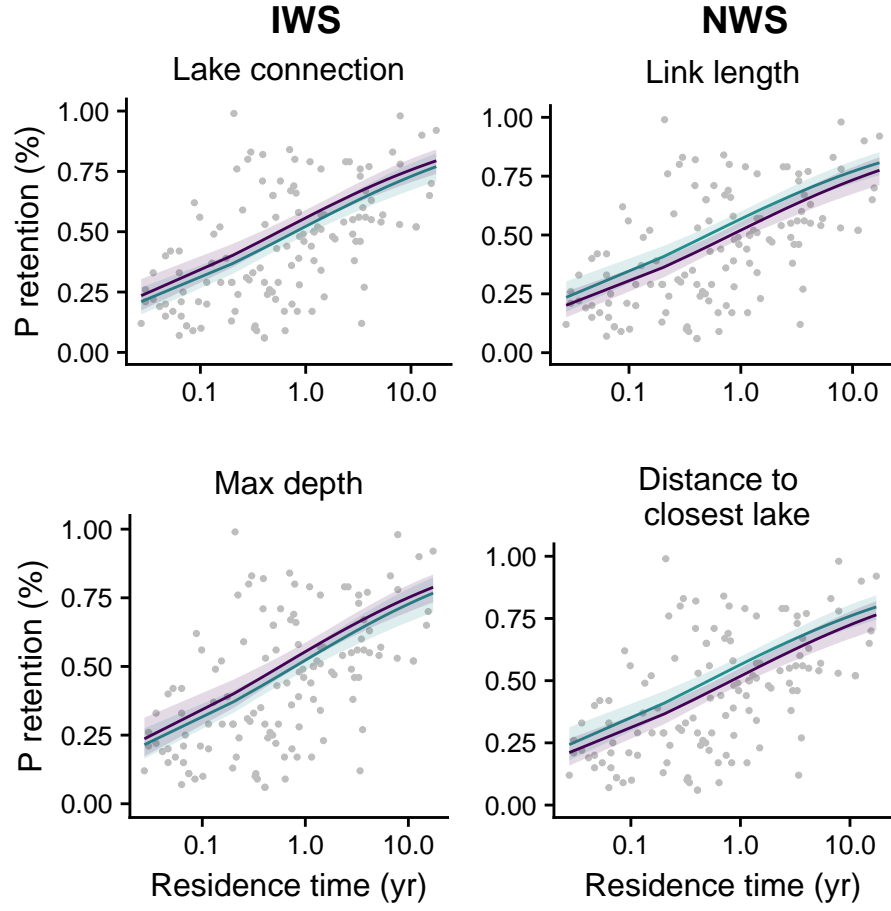 IWS
NWS
Lake connection
Link length
P retention (%)
1.00
0.75
0.50
0.25
0.00
0.1
1.0
10.0
1.00
0.75
0.50
0.25
0.00
0.1
1.0
10.0
Max depth
Distance to
closest lake
P retention (%)
1.00
0.75
0.50
0.25
0.00
0.1
1.0
10.0
1.00
0.75
0.50
0.25
0.00
0.1
1.0
10.0
Residence time (yr)
Residence time (yr)